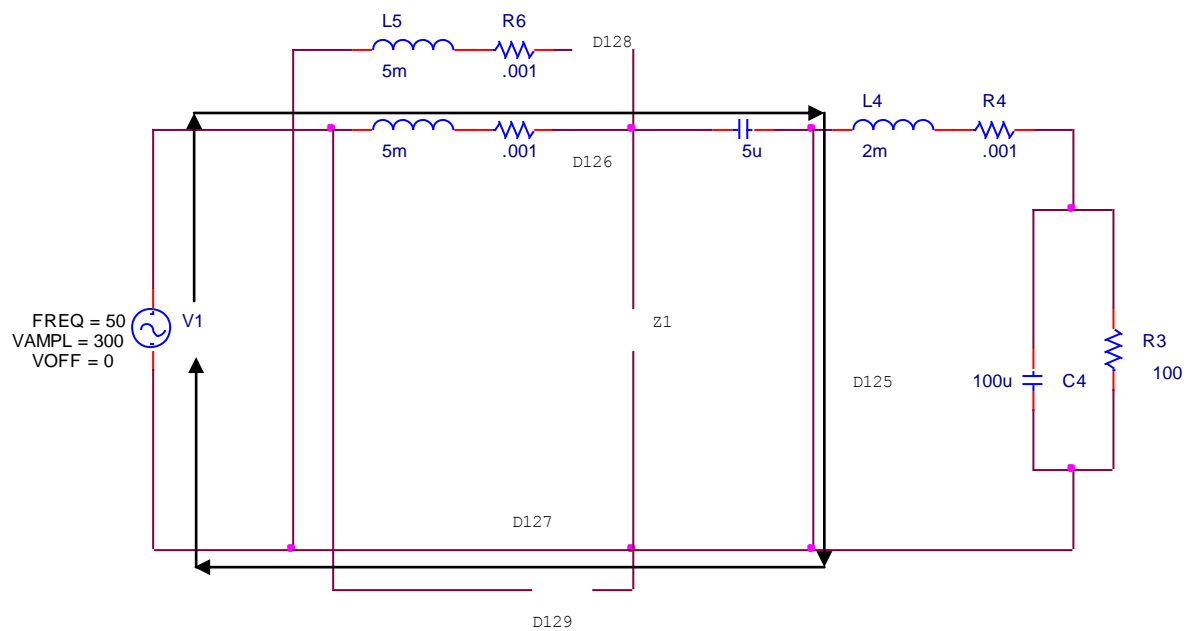 L5 R6
D128
5m .001
L4 R4
5m .001 5u 2m .001
D126
FREQ = 50 V1 Z1
VAMPL = 300
VOFF = 0
R3
100u C4 100
D125
D127
D129